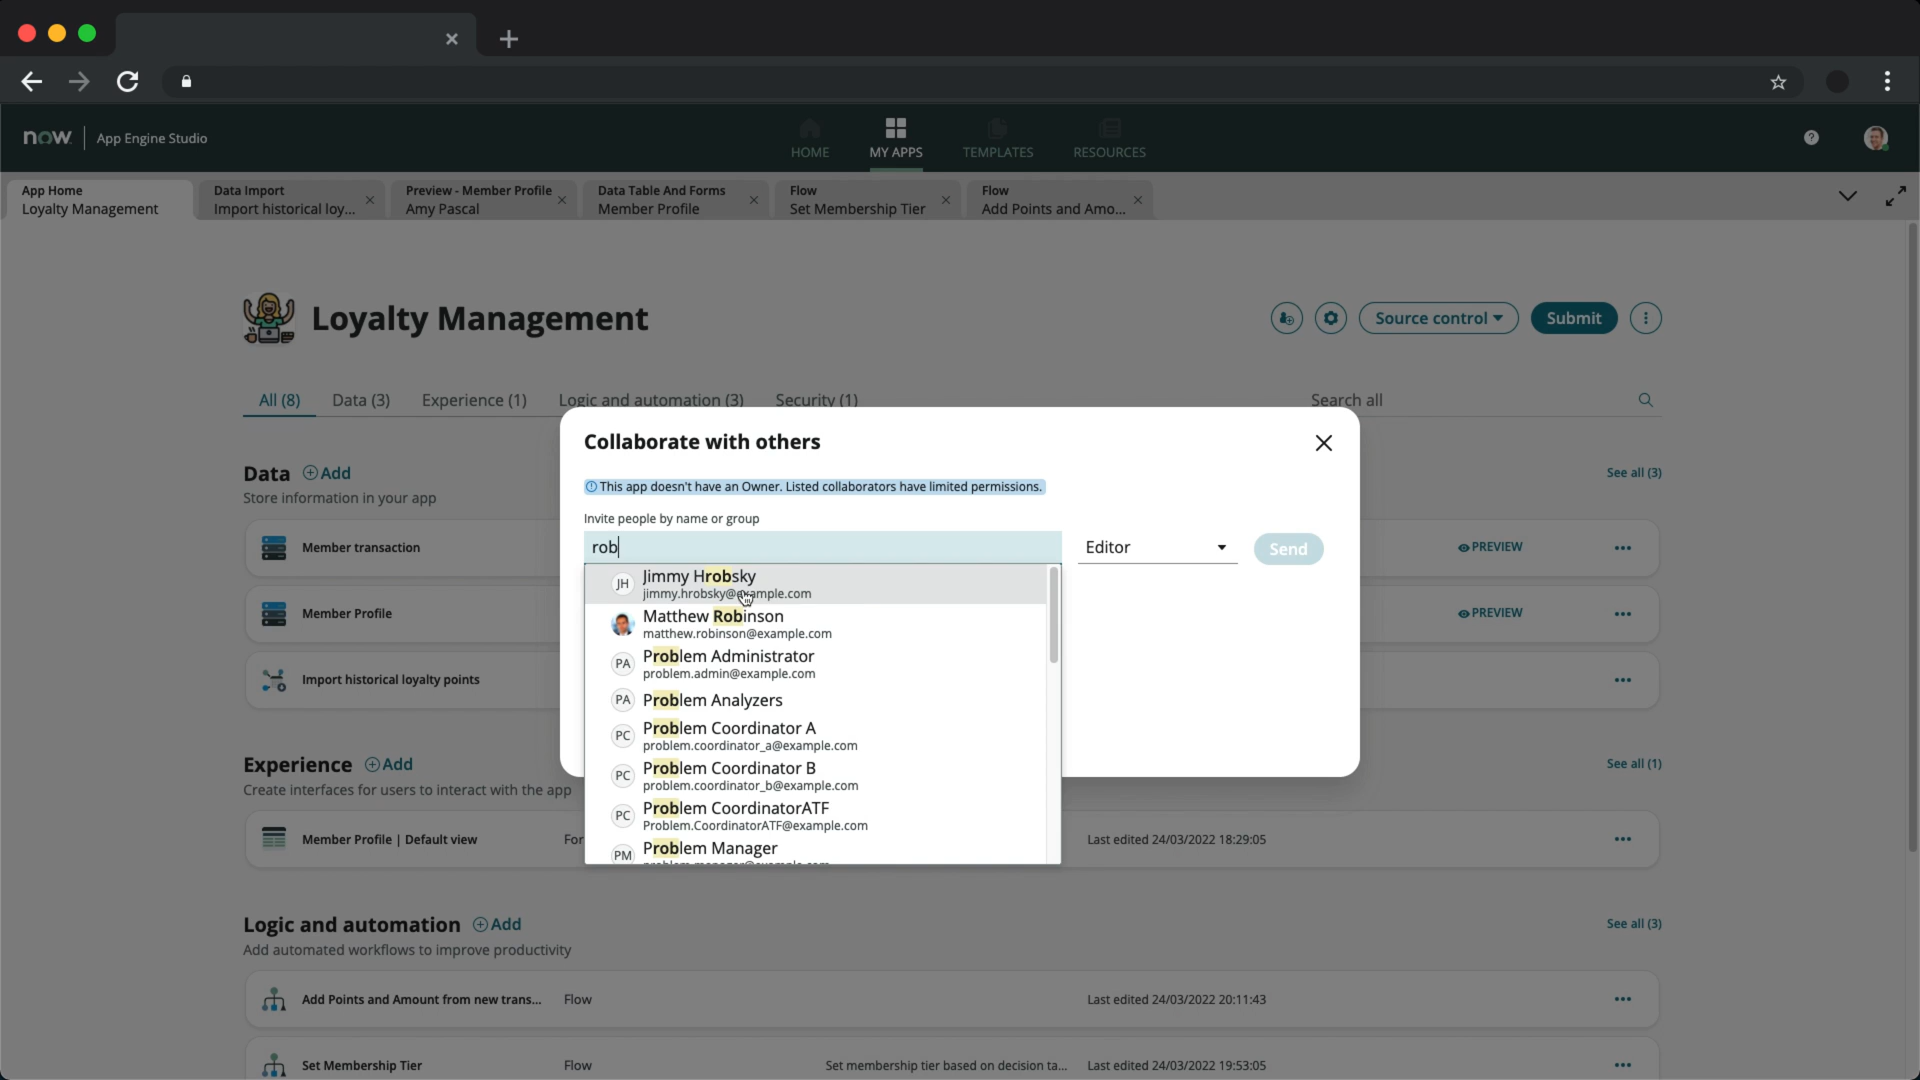 now | App Engine Studio
HOME
MY APPS
TEMPLATES
RESOURCES
App Home
Loyalty Management
Data Import
Import historical loy...
Preview - Member Profile
Amy Pascal
Data Table And Forms
Member Profile
Flow
Set Membership Tier
Flow
Add Points and Amo...
Loyalty Management
Source control
Submit
All (8)
Data (3)
Experience (1)
Logic and automation (3)
Security (1)
Search all
Collaborate with others
This app doesn't have an Owner. Listed collaborators have limited permissions.
Invite people by name or group
rob
Editor
Send
JH
Jimmy Hrobsky
jimmy.hrobsky@example.com
Matthew Robinson
matthew.robinson@example.com
PA
Problem Administrator
problem.admin@example.com
PA
Problem Analyzers
PC
Problem Coordinator A
problem.coordinator_a@example.com
PC
Problem Coordinator B
problem.coordinator_b@example.com
PC
Problem CoordinatorATF
Problem.CoordinatorATF@example.com
PM
Problem Manager
Data
Add
See all (3)
Store information in your app
Member transaction
PREVIEW
Member Profile
PREVIEW
Import historical loyalty points
Experience
Add
See all (1)
Create interfaces for users to interact with the app
Member Profile | Default view
For
Last edited 24/03/2022 18:29:05
Logic and automation
Add
See all (3)
Add automated workflows to improve productivity
Add Points and Amount from new trans...
Flow
Last edited 24/03/2022 20:11:43
Set Membership Tier
Flow
Set membership tier based on decision ta...
Last edited 24/03/2022 19:53:05